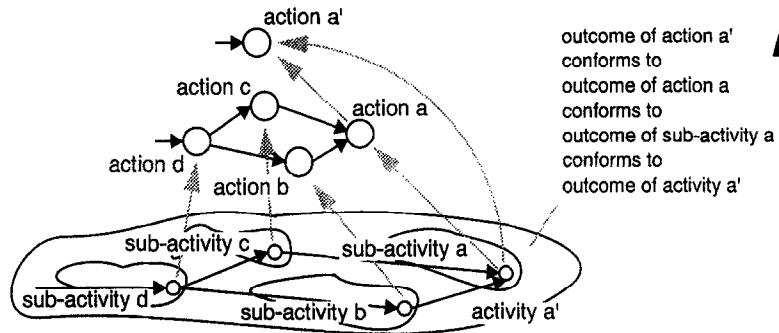 action a'
action c
action a
action d
action b
sub-activity c
sub-activity a
sub-activity d
sub-activity b
activity a'
outcome of action a'
conforms to
outcome of action a
conforms to
outcome of sub-activity a
conforms to
outcome of activity a'